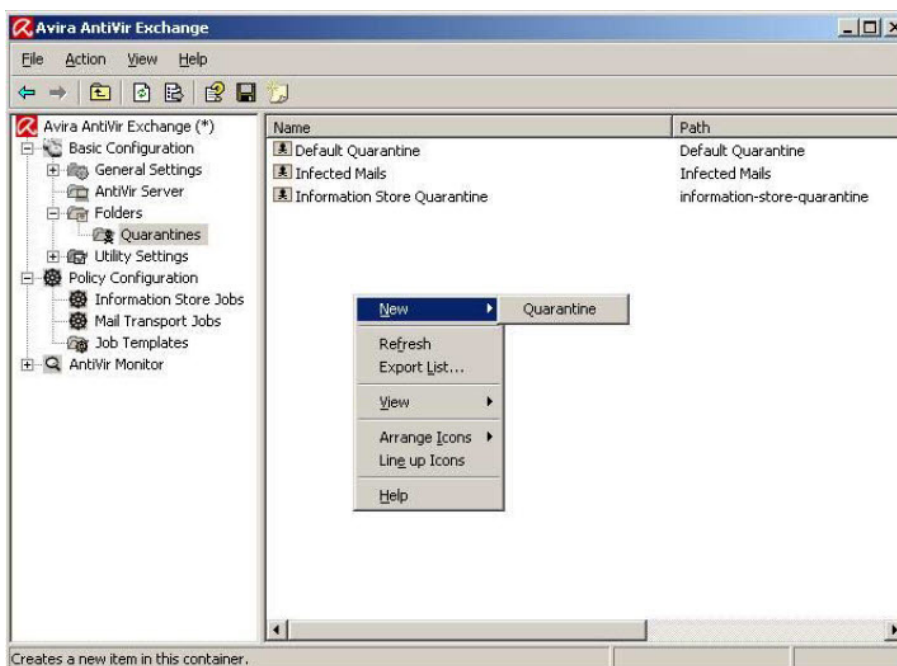 Avira AntiVir Exchange
File Action View Help
Avira AntiVir Exchange (*)
Basic Configuration
General Settings
AntiVir Server
Folders
Quarantines
Utility Settings
Policy Configuration
Information Store Jobs
Mail Transport Jobs
Job Templates
AntiVir Monitor
Name Path
Default Quarantine Default Quarantine
Infected Mails Infected Mails
Information Store Quarantine information-store-quarantine
New
Quarantine
Refresh
Export List...
View
Arrange Icons
Line up Icons
Help
Creates a new item in this container.